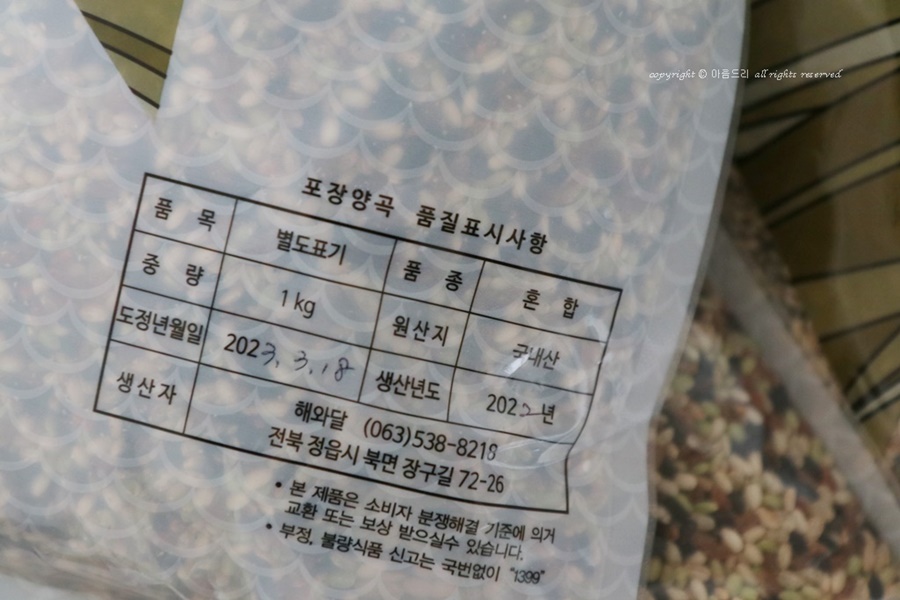 copyright © 아름드리 all rights reserved
포장양곡 품질표시사항
품 목 별도표기 품 종 혼 합
중 량 1 kg 원산지 국내산
도정년월일 2023. 3. 18 생산년도 2022년
생산자 해와달 (063)538-8218
전북 정읍시 북면 장구길 72-26
• 본 제품은 소비자 분쟁해결 기준에 의거
교환 또는 보상 받으실수 있습니다.
• 부정, 불량식품 신고는 국번없이 "1399"